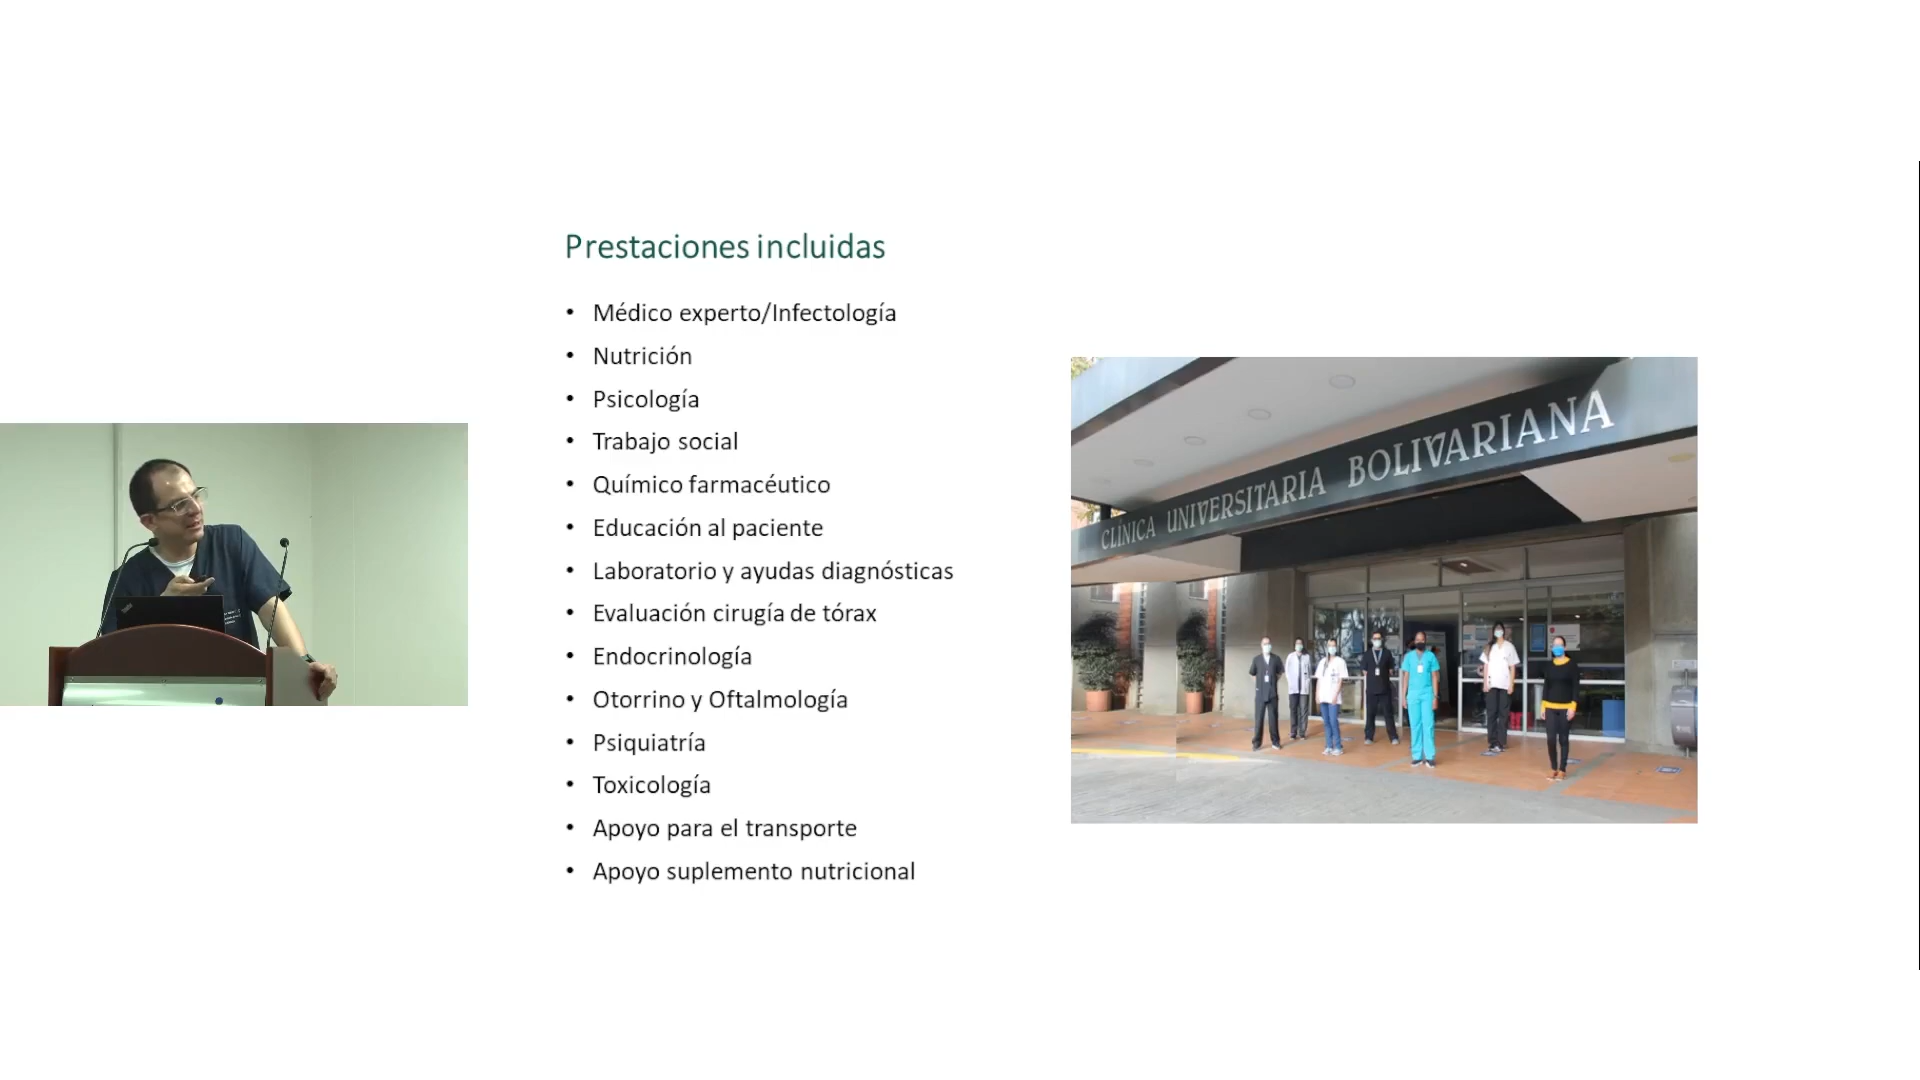 Prestaciones incluidas
• Médico experto/Infectología
• Nutrición
• Psicología
• Trabajo social
• Químico farmacéutico
• Educación al paciente
• Laboratorio y ayudas diagnósticas
• Evaluación cirugía de tórax
• Endocrinología
• Otorrino y Oftalmología
• Psiquiatría
• Toxicología
• Apoyo para el transporte
• Apoyo suplemento nutricional
CLÍNICA UNIVERSITARIA BOLIVARIANA